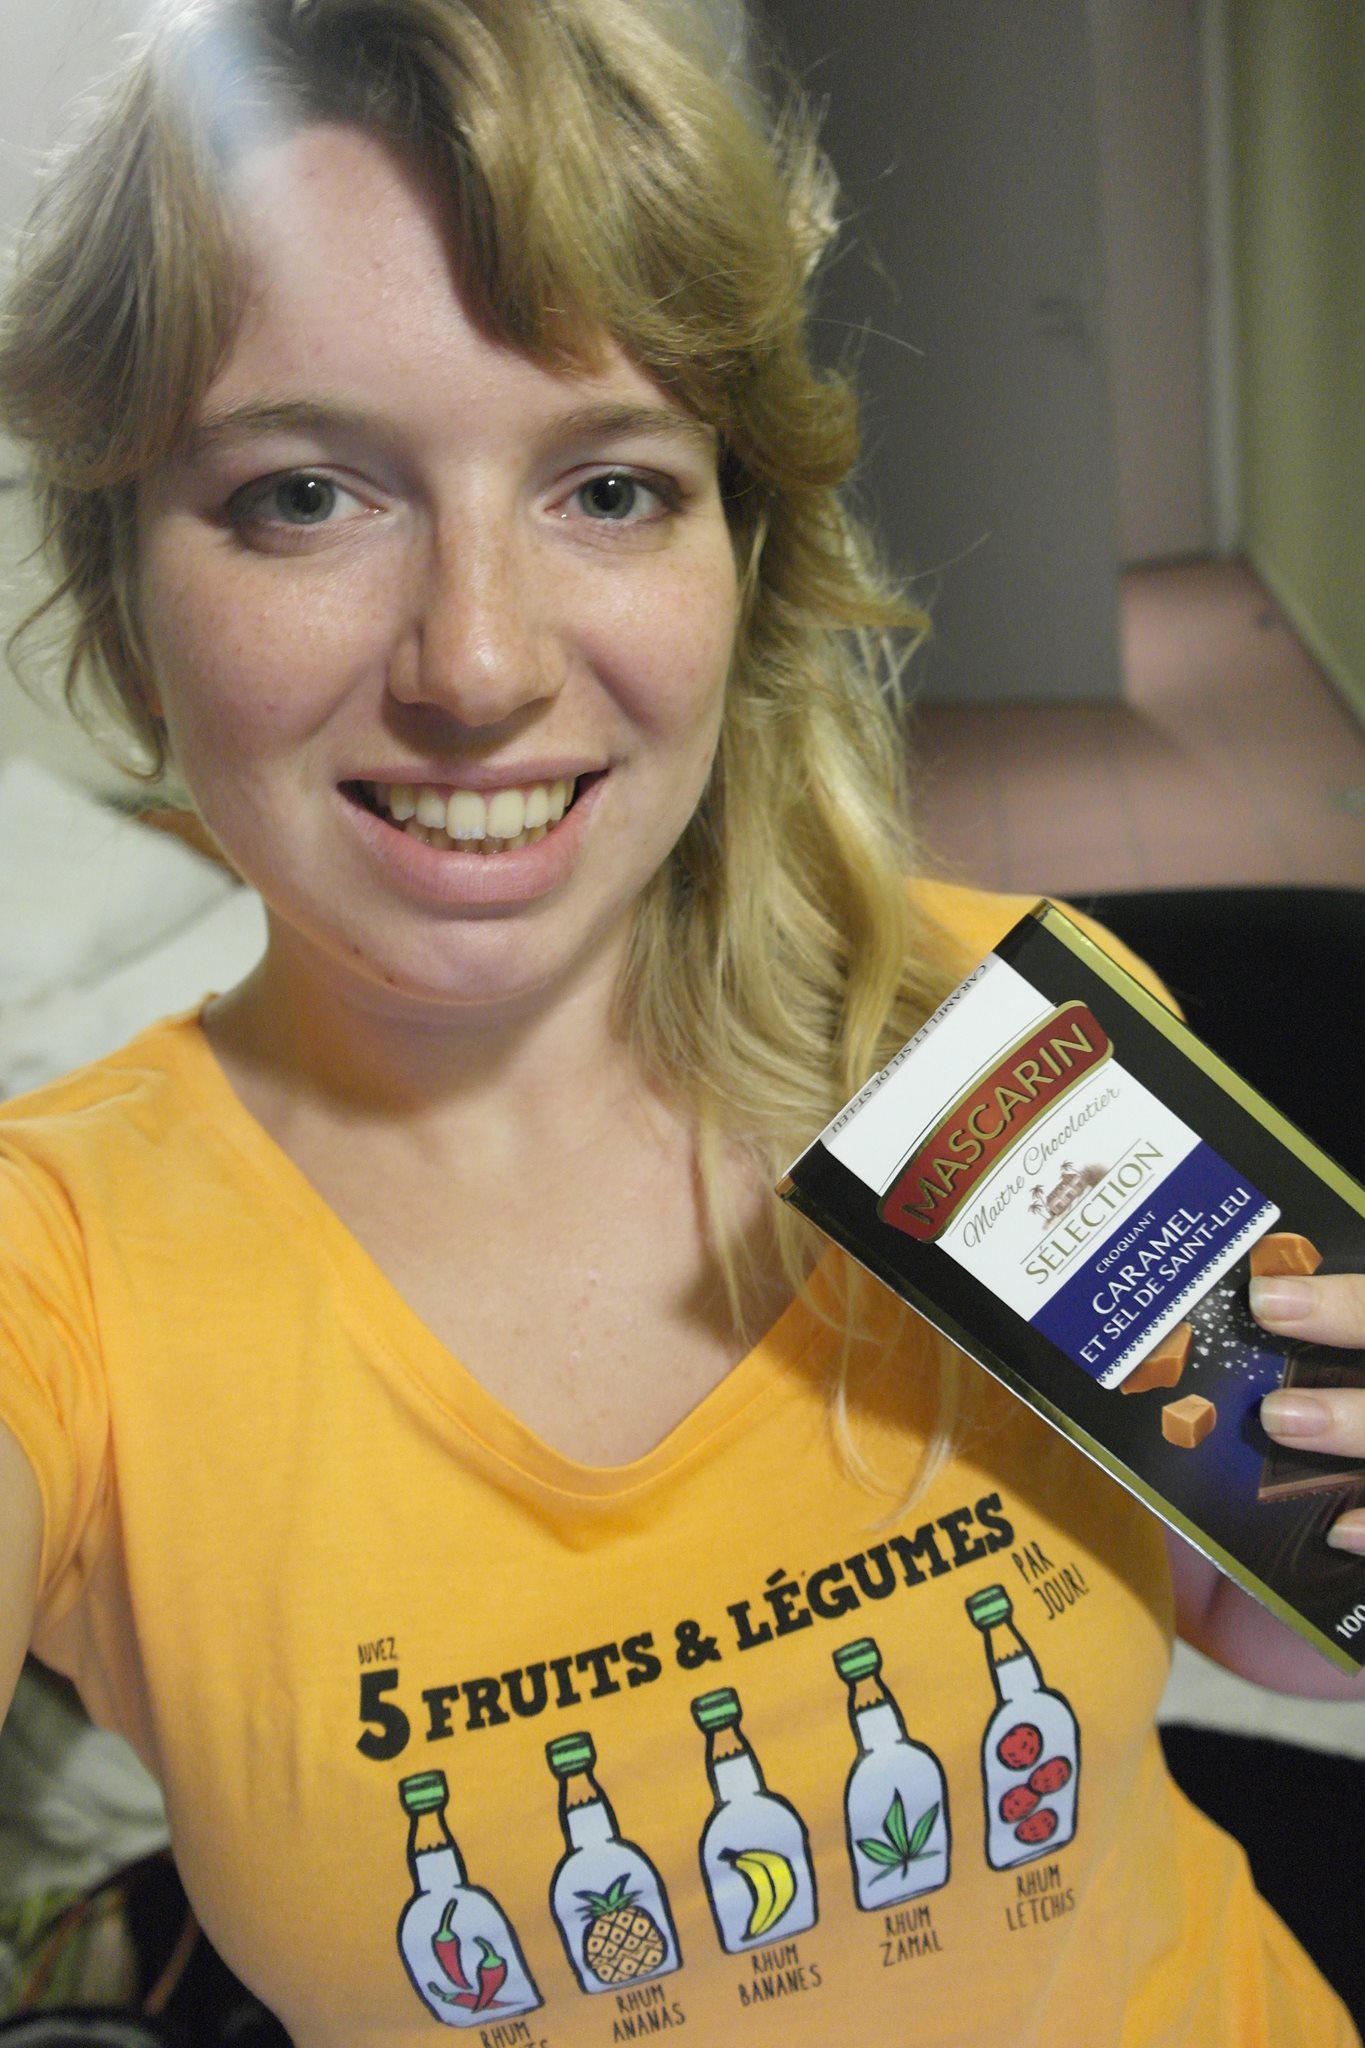 CARAMEL ET SEL DE ST-LEU
MASCARIN
Maître Chocolatier
SÉLECTION
CROQUANT
CARAMEL
ET SEL DE SAINT-LEU
100
BUVEZ
5 FRUITS & LÉGUMES
PAR
JOUR!
RHUM
RHUM
ANANAS
RHUM
BANANES
RHUM
ZAMAL
RHUM
LETCHIS